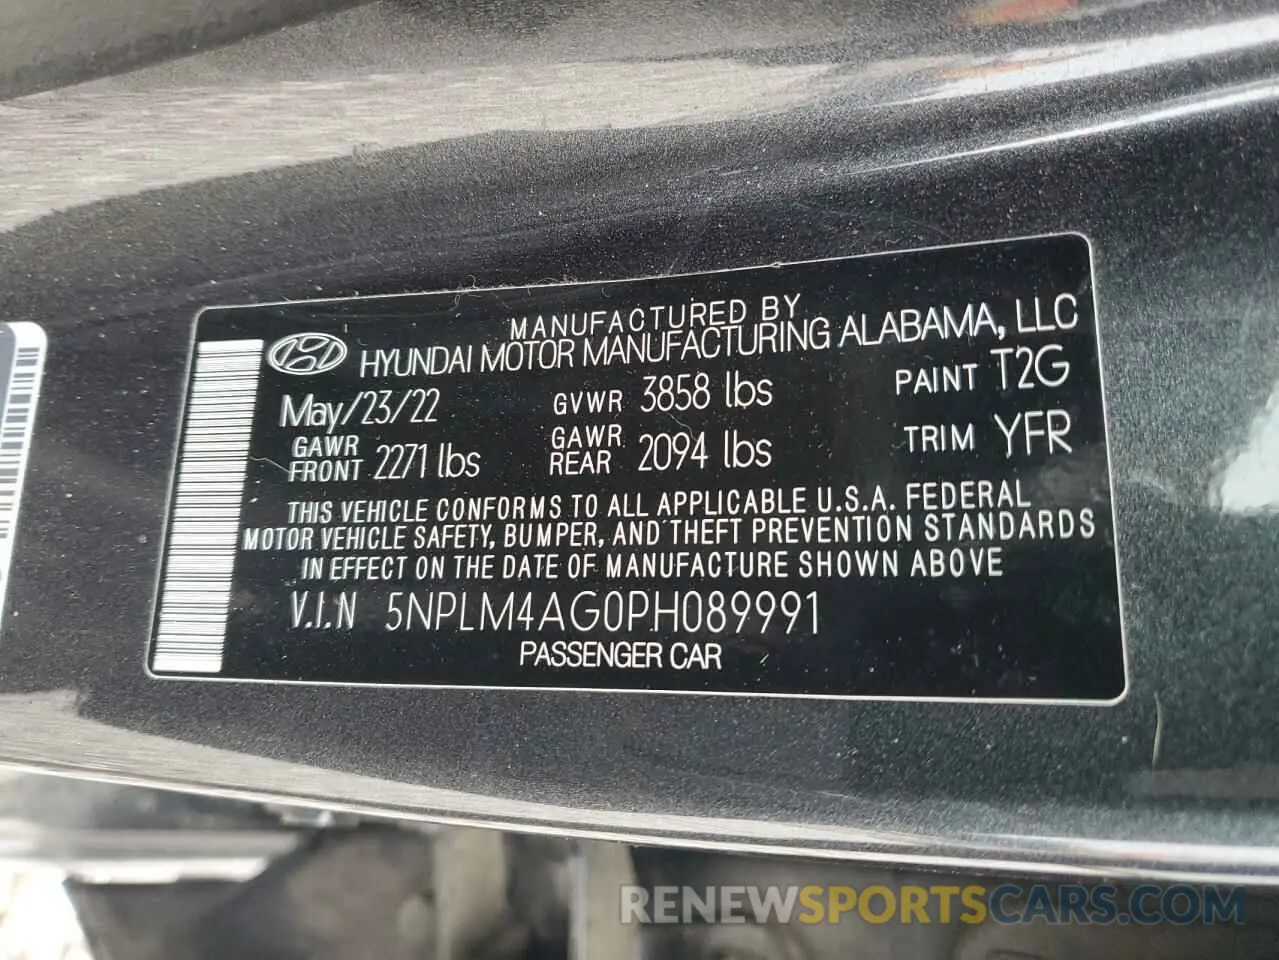 MANUFACTURED BY
HYUNDAI MOTOR MANUFACTURING ALABAMA, LLC
May/23/22 GVWR 3858 lbs PAINT T2G
GAWR FRONT 2271 lbs GAWR REAR 2094 lbs TRIM YFR
THIS VEHICLE CONFORMS TO ALL APPLICABLE U.S.A. FEDERAL
MOTOR VEHICLE SAFETY, BUMPER, AND THEFT PREVENTION STANDARDS
IN EFFECT ON THE DATE OF MANUFACTURE SHOWN ABOVE
V.I.N 5NPLM4AG0PH089991
PASSENGER CAR
RENEWSPORTSCARS.COM